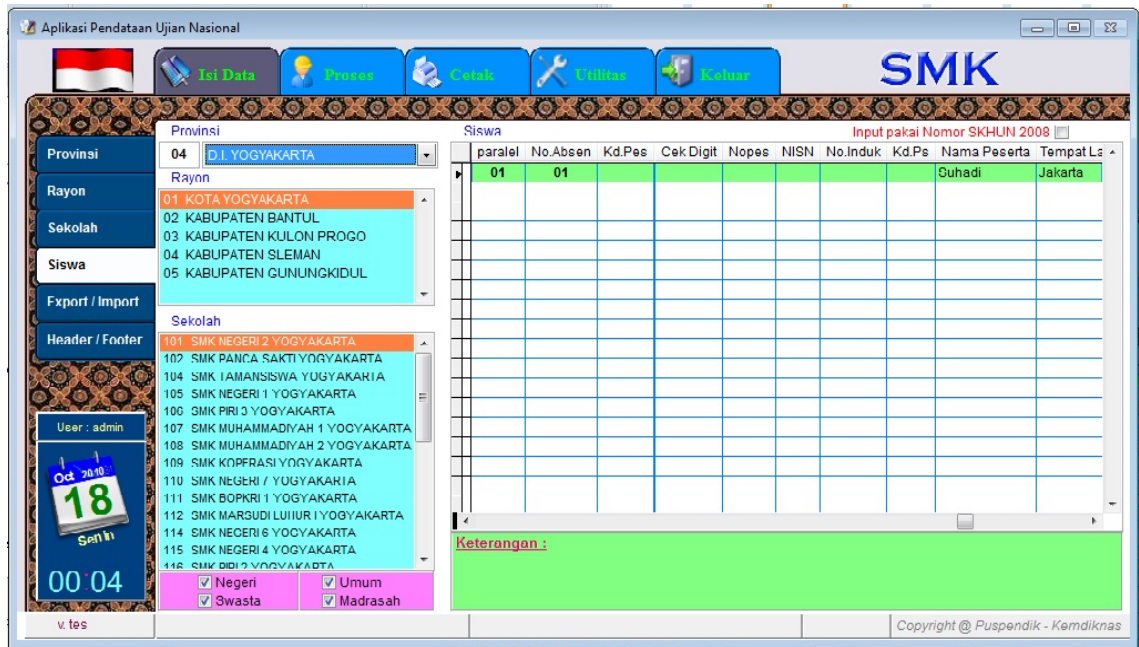 Aplikasi Pendataan Ujian Nasional
Isi Data
Proses
Cetak
Utilitas
Keluar
SMK
Provinsi
Rayon
Sekolah
Siswa
Export / Import
Header / Footer
User : admin
Oct 2010
18
Senin
00:04
Provinsi
04 D.I. YOGYAKARTA
Rayon
01 KOTA YOGYAKARTA
02 KABUPATEN BANTUL
03 KABUPATEN KULON PROGO
04 KABUPATEN SLEMAN
05 KABUPATEN GUNUNGKIDUL
Sekolah
101 SMK NEGERI 2 YOGYAKARTA
102 SMK PANCA SAKTI YOGYAKARTA
104 SMK TAMANSISWA YOGYAKARTA
105 SMK NEGERI 1 YOGYAKARTA
106 SMK PIRI 3 YOGYAKARTA
107 SMK MUHAMMADIYAH 1 YOGYAKARTA
108 SMK MUHAMMADIYAH 2 YOGYAKARTA
109 SMK KOPERASI YOGYAKARTA
110 SMK NEGERI 7 YOGYAKARTA
111 SMK BOPKRI 1 YOGYAKARTA
112 SMK MARSUDI LUHUR I YOGYAKARTA
114 SMK NEGERI 6 YOGYAKARTA
115 SMK NEGERI 4 YOGYAKARTA
116 SMK PIRI 2 YOGYAKARTA
Negeri Umum
Swasta Madrasah
Siswa Input pakai Nomor SKHUN 2008
paralel No.Absen Kd.Pes Cek Digit Nopes NISN No.Induk Kd.Ps Nama Peserta Tempat La
01 01 Suhadi Jakarta
Keterangan :
v. tes
Copyright @ Puspendik - Kemdiknas